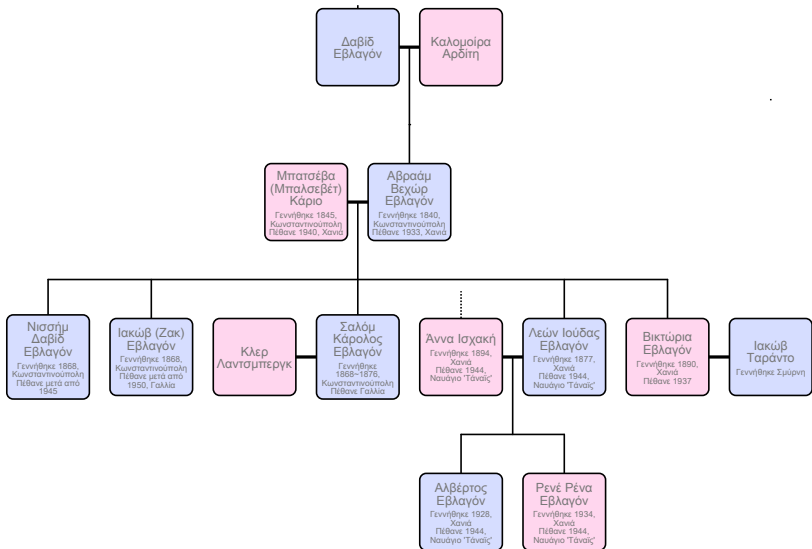 Δαβίδ
Εβλαγόν
Καλομοίρα
Αρδίτη
Μπατσέβα
(Μπαλσεβέτ)
Κάριο
Γεννήθηκε 1845,
Κωνσταντινούπολη
Πέθανε 1940, Χανιά
Αβραάμ
Βεχώρ
Εβλαγόν
Γεννήθηκε 1840,
Κωνσταντινούπολη
Πέθανε 1933, Χανιά
Νισσήμ
Δαβίδ
Εβλαγόν
Γεννήθηκε 1868,
Κωνσταντινούπολη
Πέθανε μετά από
1945
Ιακώβ (Ζακ)
Εβλαγόν
Γεννήθηκε 1868,
Κωνσταντινούπολη
Πέθανε μετά από
1950, Γαλλία
Κλερ
Λαντσμπεργκ
Σαλόμ
Κάρολος
Εβλαγόν
Γεννήθηκε
1868~1876,
Κωνσταντινούπολη
Πέθανε Γαλλία
Άννα Ισχακή
Γεννήθηκε 1894,
Χανιά
Πέθανε 1944,
Ναυάγιο 'Τάναϊς'
Λεών Ιούδας
Εβλαγόν
Γεννήθηκε 1877,
Χανιά
Πέθανε 1944,
Ναυάγιο 'Τάναϊς'
Βικτώρια
Εβλαγόν
Γεννήθηκε 1890,
Χανιά
Πέθανε 1937
Ιακώβ
Ταράντο
Γεννήθηκε Σμύρνη
Αλβέρτος
Εβλαγόν
Γεννήθηκε 1928,
Χανιά
Πέθανε 1944,
Ναυάγιο 'Τάναϊς'
Ρενέ Ρένα
Εβλαγόν
Γεννήθηκε 1934,
Χανιά
Πέθανε 1944,
Ναυάγιο 'Τάναϊς'